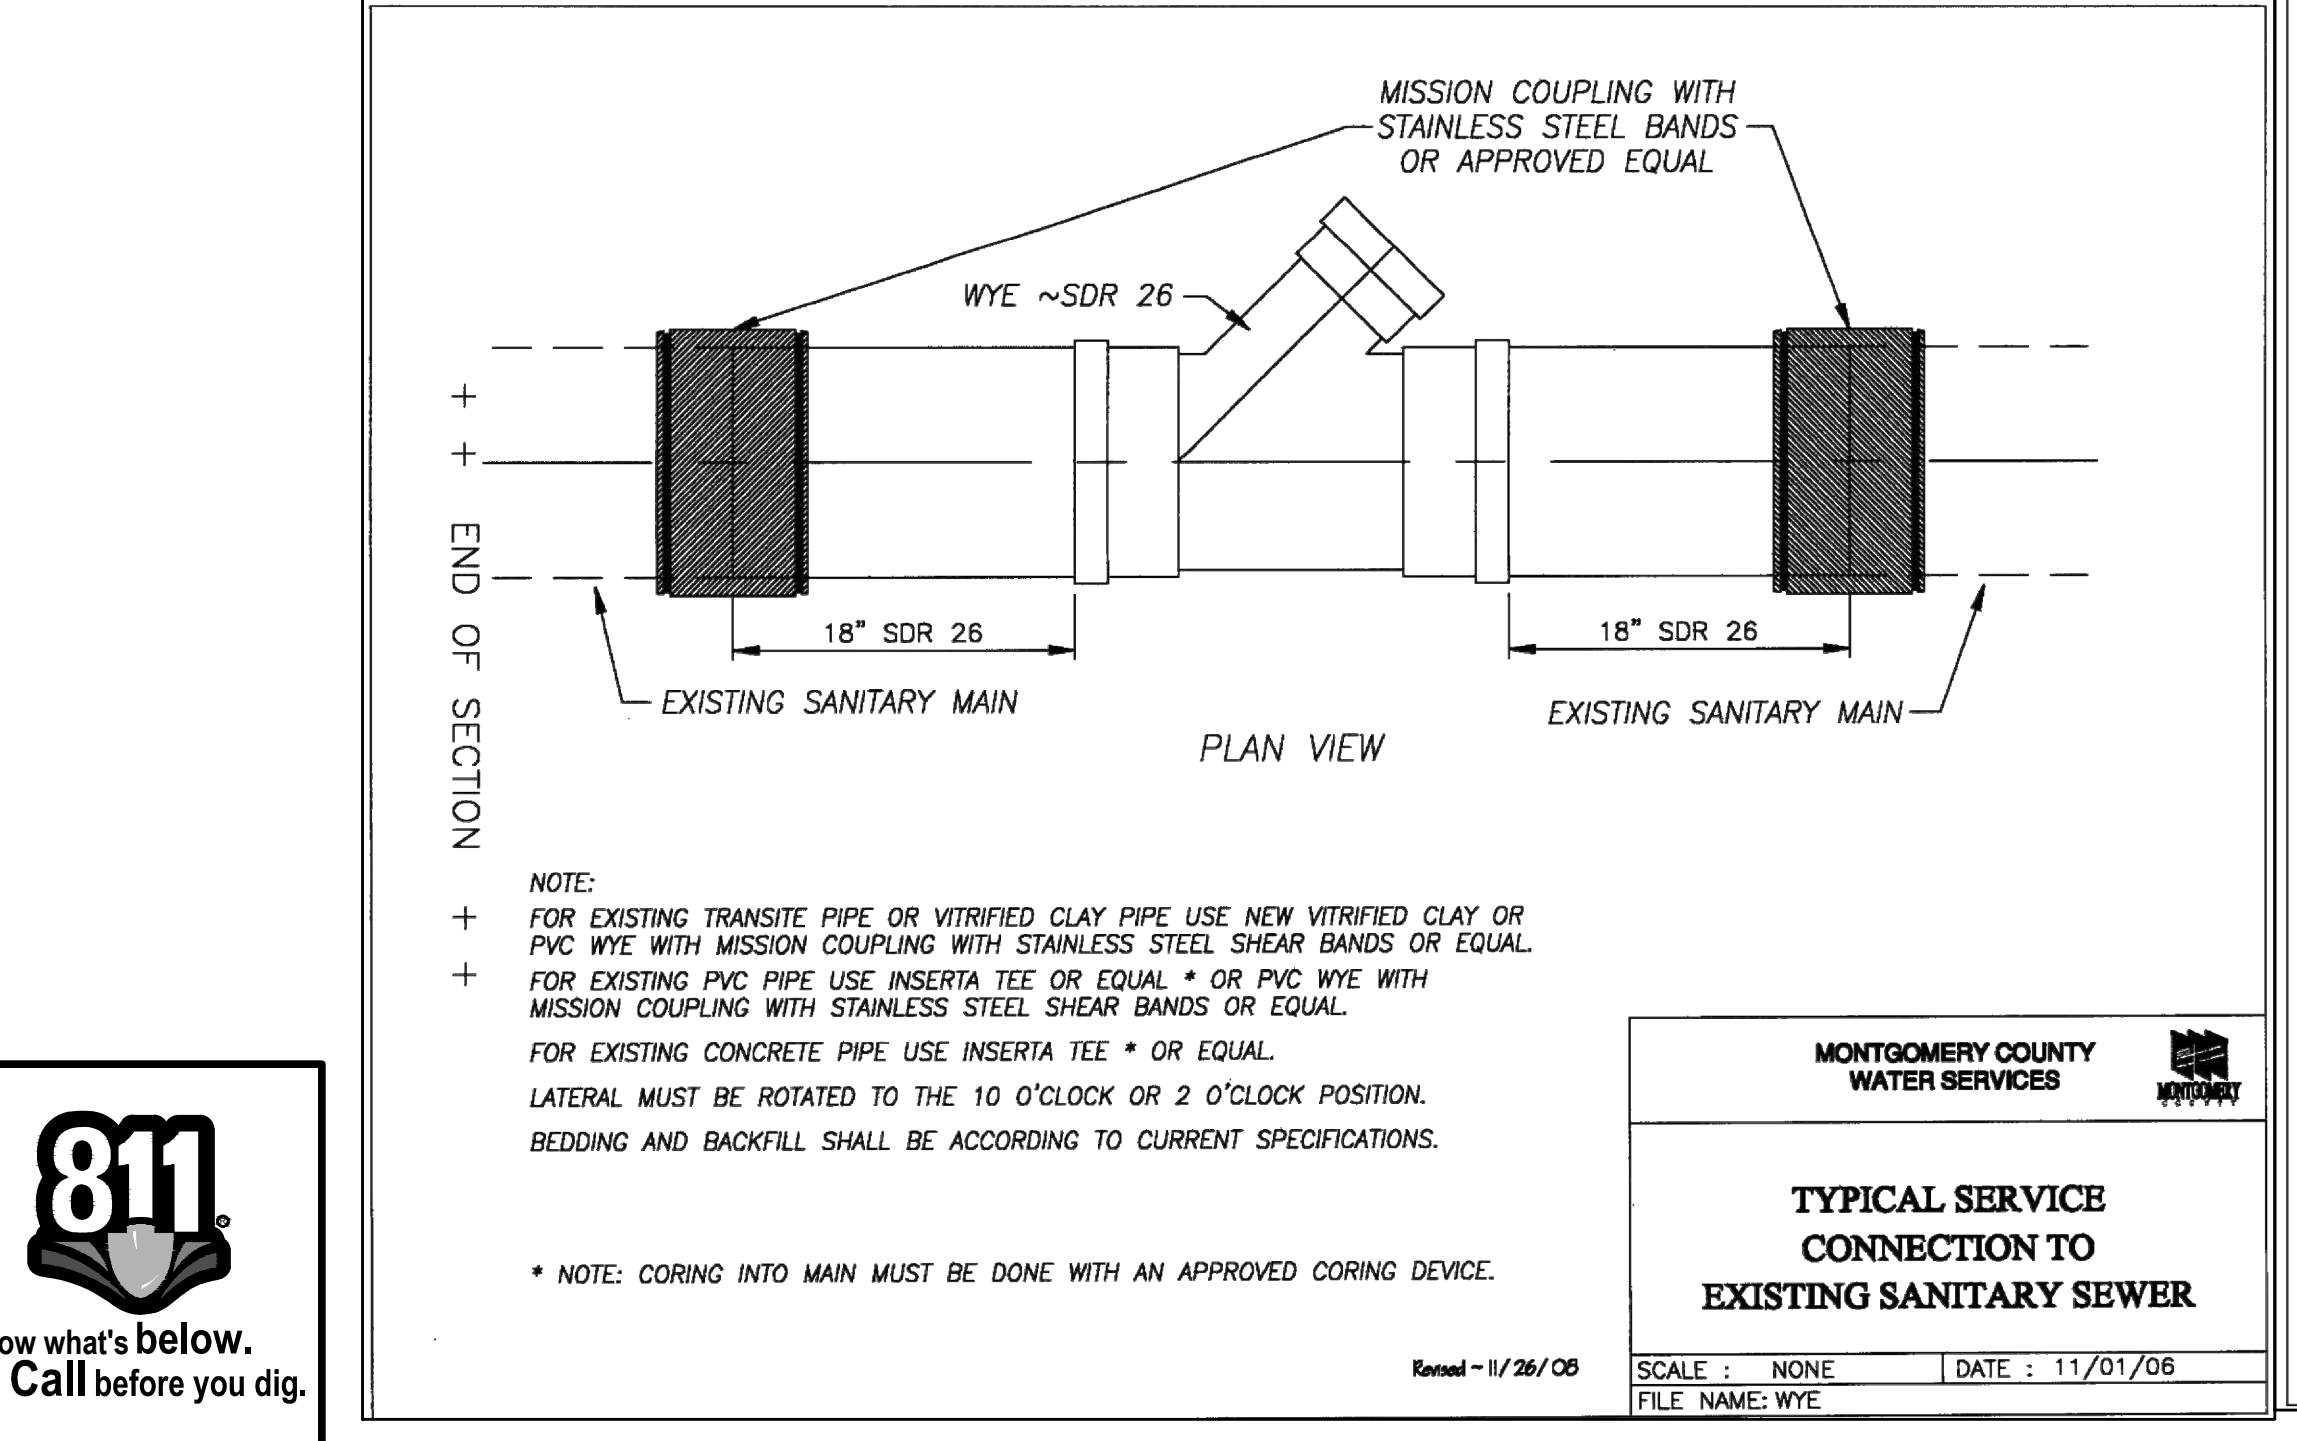 MISSION COUPLING WITH
STAINLESS STEEL BANDS
OR APPROVED EQUAL
WYE ~SDR 26
18" SDR 26
18" SDR 26
EXISTING SANITARY MAIN
EXISTING SANITARY MAIN
PLAN VIEW
+ + END OF SECTION + +
NOTE:
FOR EXISTING TRANSITE PIPE OR VITRIFIED CLAY PIPE USE NEW VITRIFIED CLAY OR
PVC WYE WITH MISSION COUPLING WITH STAINLESS STEEL SHEAR BANDS OR EQUAL.
FOR EXISTING PVC PIPE USE INSERTA TEE OR EQUAL * OR PVC WYE WITH
MISSION COUPLING WITH STAINLESS STEEL SHEAR BANDS OR EQUAL.
FOR EXISTING CONCRETE PIPE USE INSERTA TEE * OR EQUAL.
LATERAL MUST BE ROTATED TO THE 10 O'CLOCK OR 2 O'CLOCK POSITION.
BEDDING AND BACKFILL SHALL BE ACCORDING TO CURRENT SPECIFICATIONS.
* NOTE: CORING INTO MAIN MUST BE DONE WITH AN APPROVED CORING DEVICE.
Revised ~ 11/26/08
MONTGOMERY COUNTY
WATER SERVICES
MONTGOMERY
COUNTY
TYPICAL SERVICE
CONNECTION TO
EXISTING SANITARY SEWER
SCALE : NONE
DATE : 11/01/06
FILE NAME: WYE
811®
ow what's below.
Call before you dig.